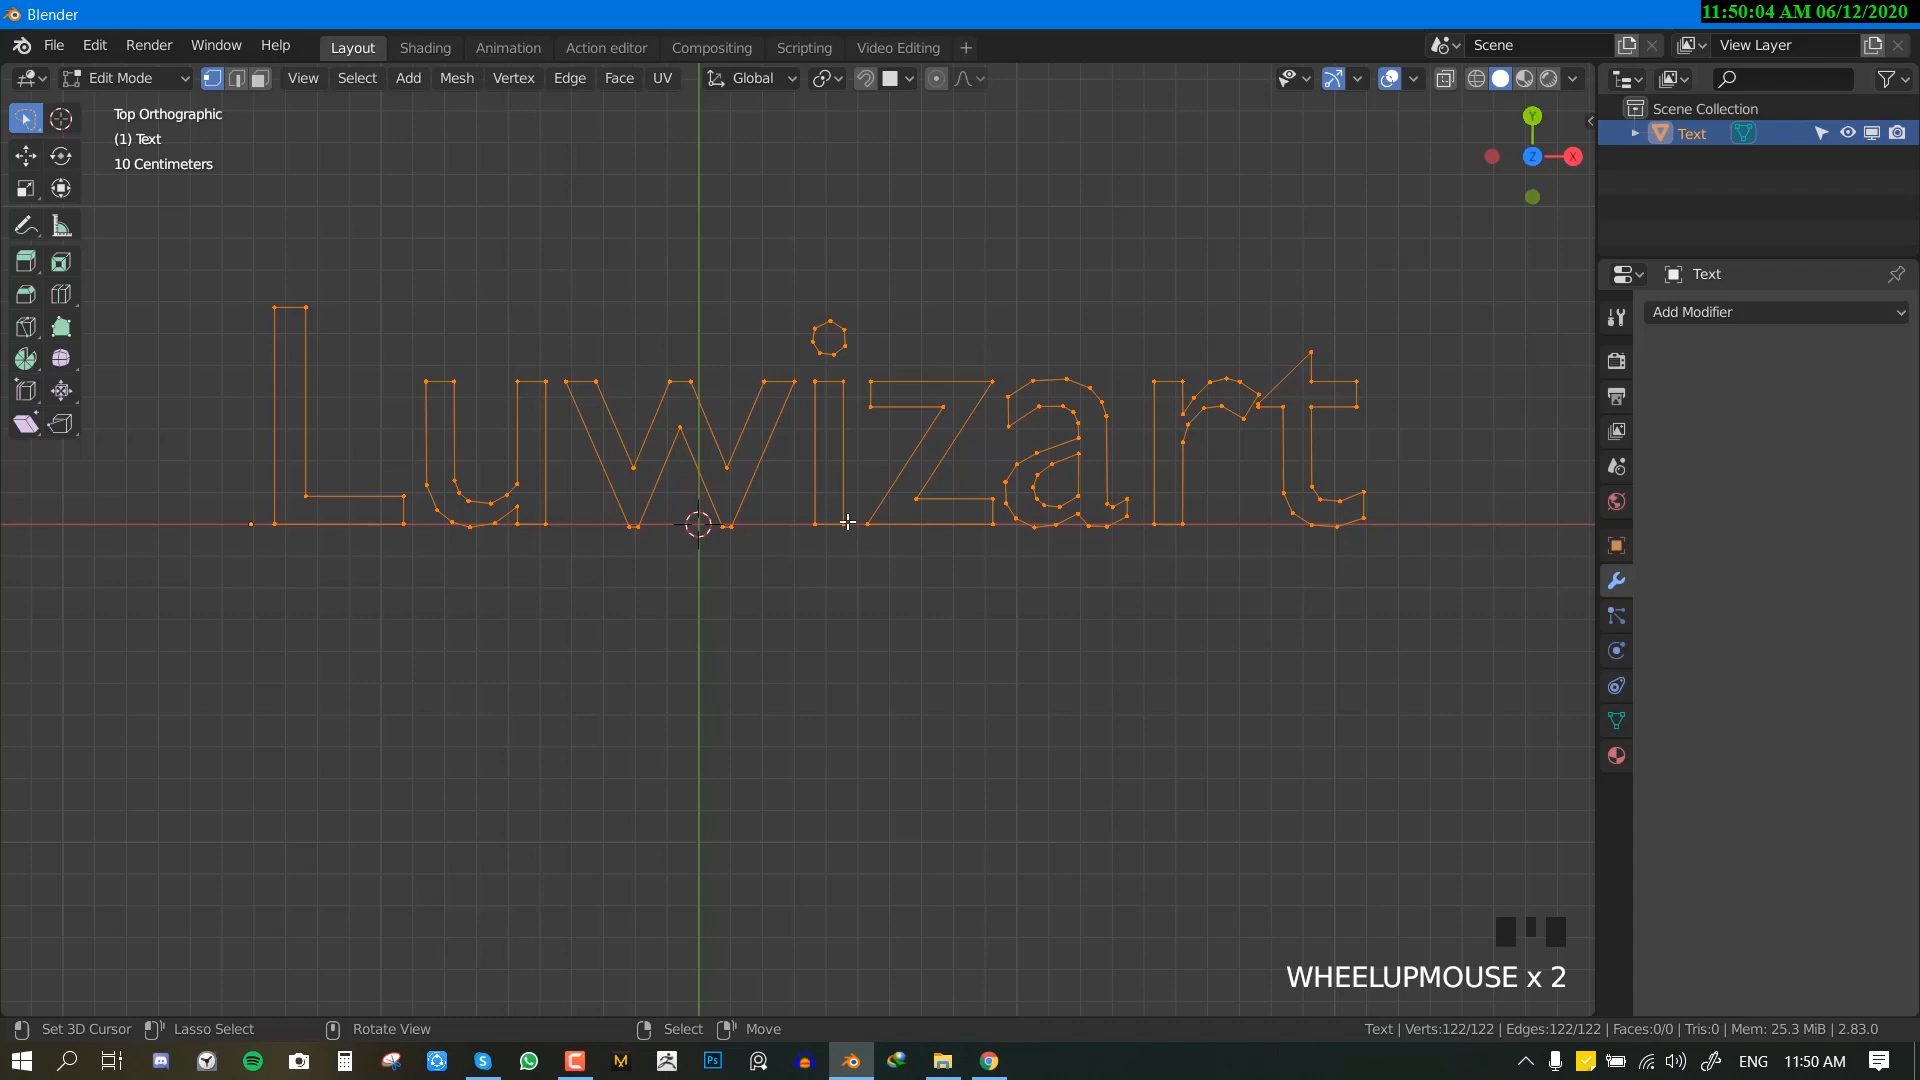 Blender
11:50:04 AM 06/12/2020
File Edit Render Window Help
Layout Shading Animation Action editor Compositing Scripting Video Editing +
Scene
View Layer
Edit Mode View Select Add Mesh Vertex Edge Face UV Global
Top Orthographic
(1) Text
10 Centimeters
Y
Z
X
Scene Collection
Text
Text
Add Modifier
Luwizart
WHEELUPMOUSE x 2
Set 3D Cursor Lasso Select Rotate View Select Move
Text | Verts:122/122 | Edges:122/122 | Faces:0/0 | Tris:0 | Mem: 25.3 MiB | 2.83.0
Ps
ENG 11:50 AM